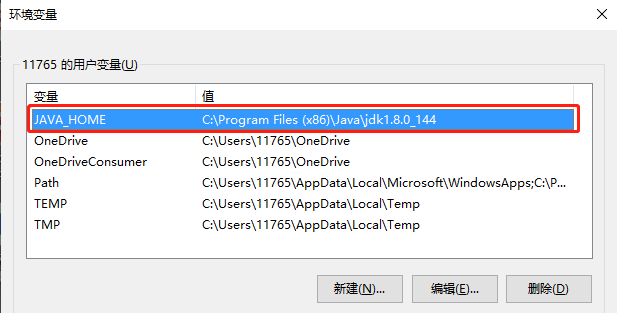 环境变量
11765 的用户变量(U)
变量 值
JAVA_HOME C:\Program Files (x86)\Java\jdk1.8.0_144
OneDrive C:\Users\11765\OneDrive
OneDriveConsumer C:\Users\11765\OneDrive
Path C:\Users\11765\AppData\Local\Microsoft\WindowsApps;C:\P...
TEMP C:\Users\11765\AppData\Local\Temp
TMP C:\Users\11765\AppData\Local\Temp
新建(N)... 编辑(E)... 删除(D)